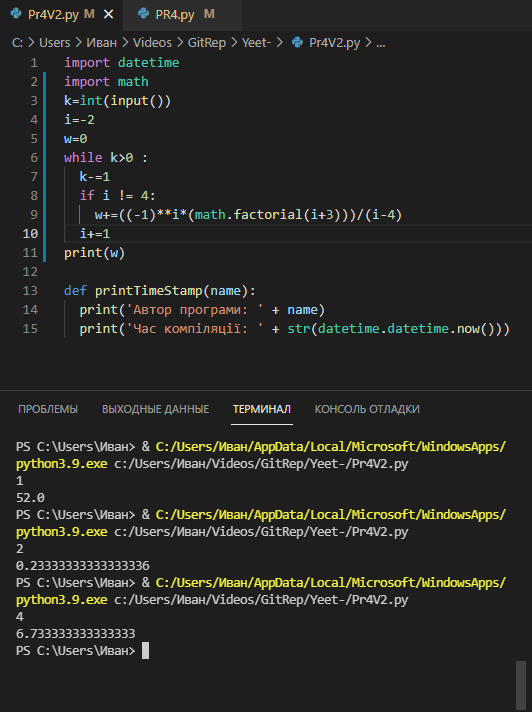 Pr4V2.py M PR4.py M
C: > Users > Иван > Videos > GitRep > Yeet- > Pr4V2.py > ...
1 import datetime
2 import math
3 k=int(input())
4 i=-2
5 w=0
6 while k>0 :
7 k-=1
8 if i != 4:
9 w+=((-1)**i*(math.factorial(i+3)))/(i-4)
10 i+=1
11 print(w)
12
13 def printTimeStamp(name):
14 print('Автор програми: ' + name)
15 print('Час компіляції: ' + str(datetime.datetime.now()))
ПРОБЛЕМЫ ВЫХОДНЫЕ ДАННЫЕ ТЕРМИНАЛ КОНСОЛЬ ОТЛАДКИ
PS C:\Users\Иван> & C:/Users/Иван/AppData/Local/Microsoft/WindowsApps/
python3.9.exe c:/Users/Иван/Videos/GitRep/Yeet-/Pr4V2.py
1
52.0
PS C:\Users\Иван> & C:/Users/Иван/AppData/Local/Microsoft/WindowsApps/
python3.9.exe c:/Users/Иван/Videos/GitRep/Yeet-/Pr4V2.py
2
0.23333333333333336
PS C:\Users\Иван> & C:/Users/Иван/AppData/Local/Microsoft/WindowsApps/
python3.9.exe c:/Users/Иван/Videos/GitRep/Yeet-/Pr4V2.py
4
6.733333333333333
PS C:\Users\Иван>